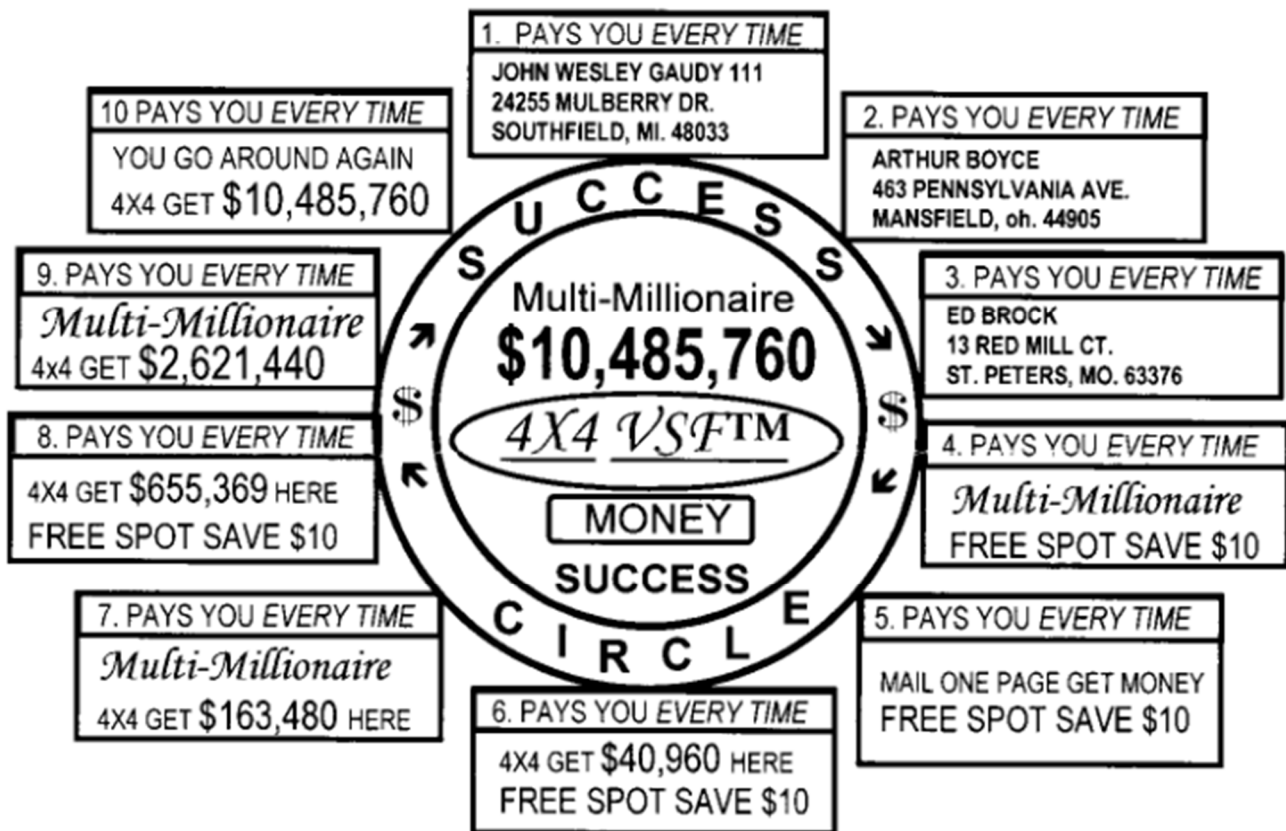 1. PAYS YOU EVERY TIME
JOHN WESLEY GAUDY 111
24255 MULBERRY DR.
SOUTHFIELD, MI. 48033
2. PAYS YOU EVERY TIME
ARTHUR BOYCE
463 PENNSYLVANIA AVE.
MANSFIELD, oh. 44905
3. PAYS YOU EVERY TIME
ED BROCK
13 RED MILL CT.
ST. PETERS, MO. 63376
4. PAYS YOU EVERY TIME
Multi-Millionaire
FREE SPOT SAVE $10
5. PAYS YOU EVERY TIME
MAIL ONE PAGE GET MONEY
FREE SPOT SAVE $10
6. PAYS YOU EVERY TIME
4X4 GET $40,960 HERE
FREE SPOT SAVE $10
7. PAYS YOU EVERY TIME
Multi-Millionaire
4X4 GET $163,480 HERE
8. PAYS YOU EVERY TIME
4X4 GET $655,369 HERE
FREE SPOT SAVE $10
9. PAYS YOU EVERY TIME
Multi-Millionaire
4x4 GET $2,621,440
10 PAYS YOU EVERY TIME
YOU GO AROUND AGAIN
4X4 GET $10,485,760
SUCCESS
$ $
CIRCLE
Multi-Millionaire
$10,485,760
4X4 VSF™
MONEY
SUCCESS